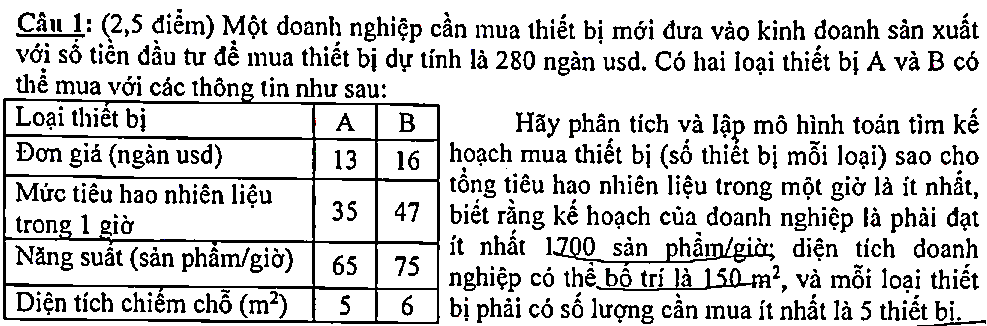 Câu 1: (2,5 điểm) Một doanh nghiệp cần mua thiết bị mới đưa vào kinh doanh sản xuất
với số tiền đầu tư để mua thiết bị dự tính là 280 ngàn usd. Có hai loại thiết bị A và B có
thể mua với các thông tin như sau:
Loại thiết bị A B
Đơn giá (ngàn usd) 13 16
Mức tiêu hao nhiên liệu
trong 1 giờ 35 47
Năng suất (sản phẩm/giờ) 65 75
Diện tích chiếm chỗ (m²) 5 6
Hãy phân tích và lập mô hình toán tìm kế
hoạch mua thiết bị (số thiết bị mỗi loại) sao cho
tổng tiêu hao nhiên liệu trong một giờ là ít nhất,
biết rằng kế hoạch của doanh nghiệp là phải đạt
ít nhất 1700 sản phẩm/giờ; diện tích doanh
nghiệp có thể bố trí là 150 m², và mỗi loại thiết
bị phải có số lượng cần mua ít nhất là 5 thiết bị.